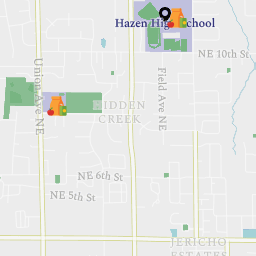 Hazen High School
NE 10th St
Union Ave NE
Field Ave NE
HIDDEN
CREEK
NE 6th St
NE 5th St
JERICHO
ESTATES